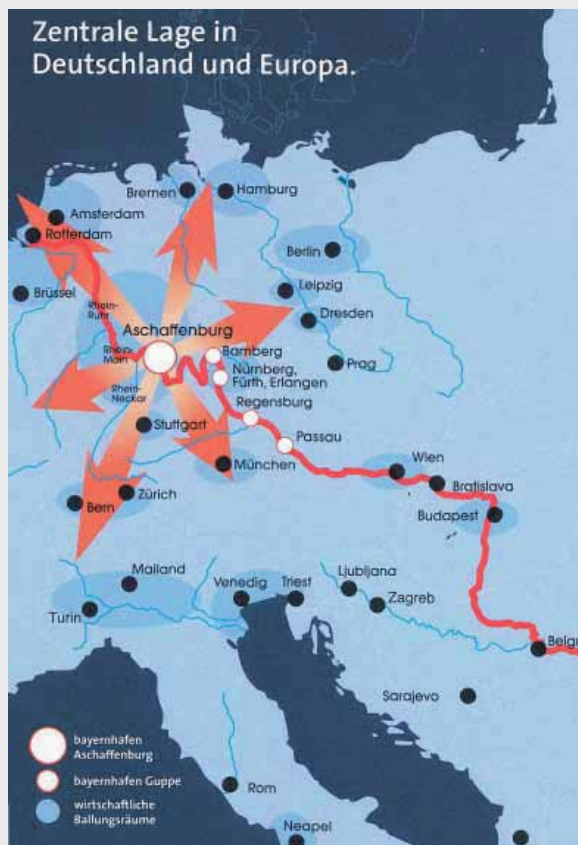 Zentrale Lage in
Deutschland und Europa.
Bremen
Hamburg
Amsterdam
Rotterdam
Berlin
Brüssel
Leipzig
Rhein-
Ruhr
Dresden
Aschaffenburg
Rhein-
Main
Bamberg
Prag
Nürnberg,
Fürth, Erlangen
Rhein-
Neckar
Regensburg
Stuttgart
Passau
München
Wien
Zürich
Bratislava
Bern
Budapest
Mailand
Venedig
Triest
Ljubljana
Zagreb
Turin
Belgr
Sarajevo
bayernhafen
Aschaffenburg
bayernhafen Guppe
wirtschaftliche
Ballungsräume
Rom
Neapel